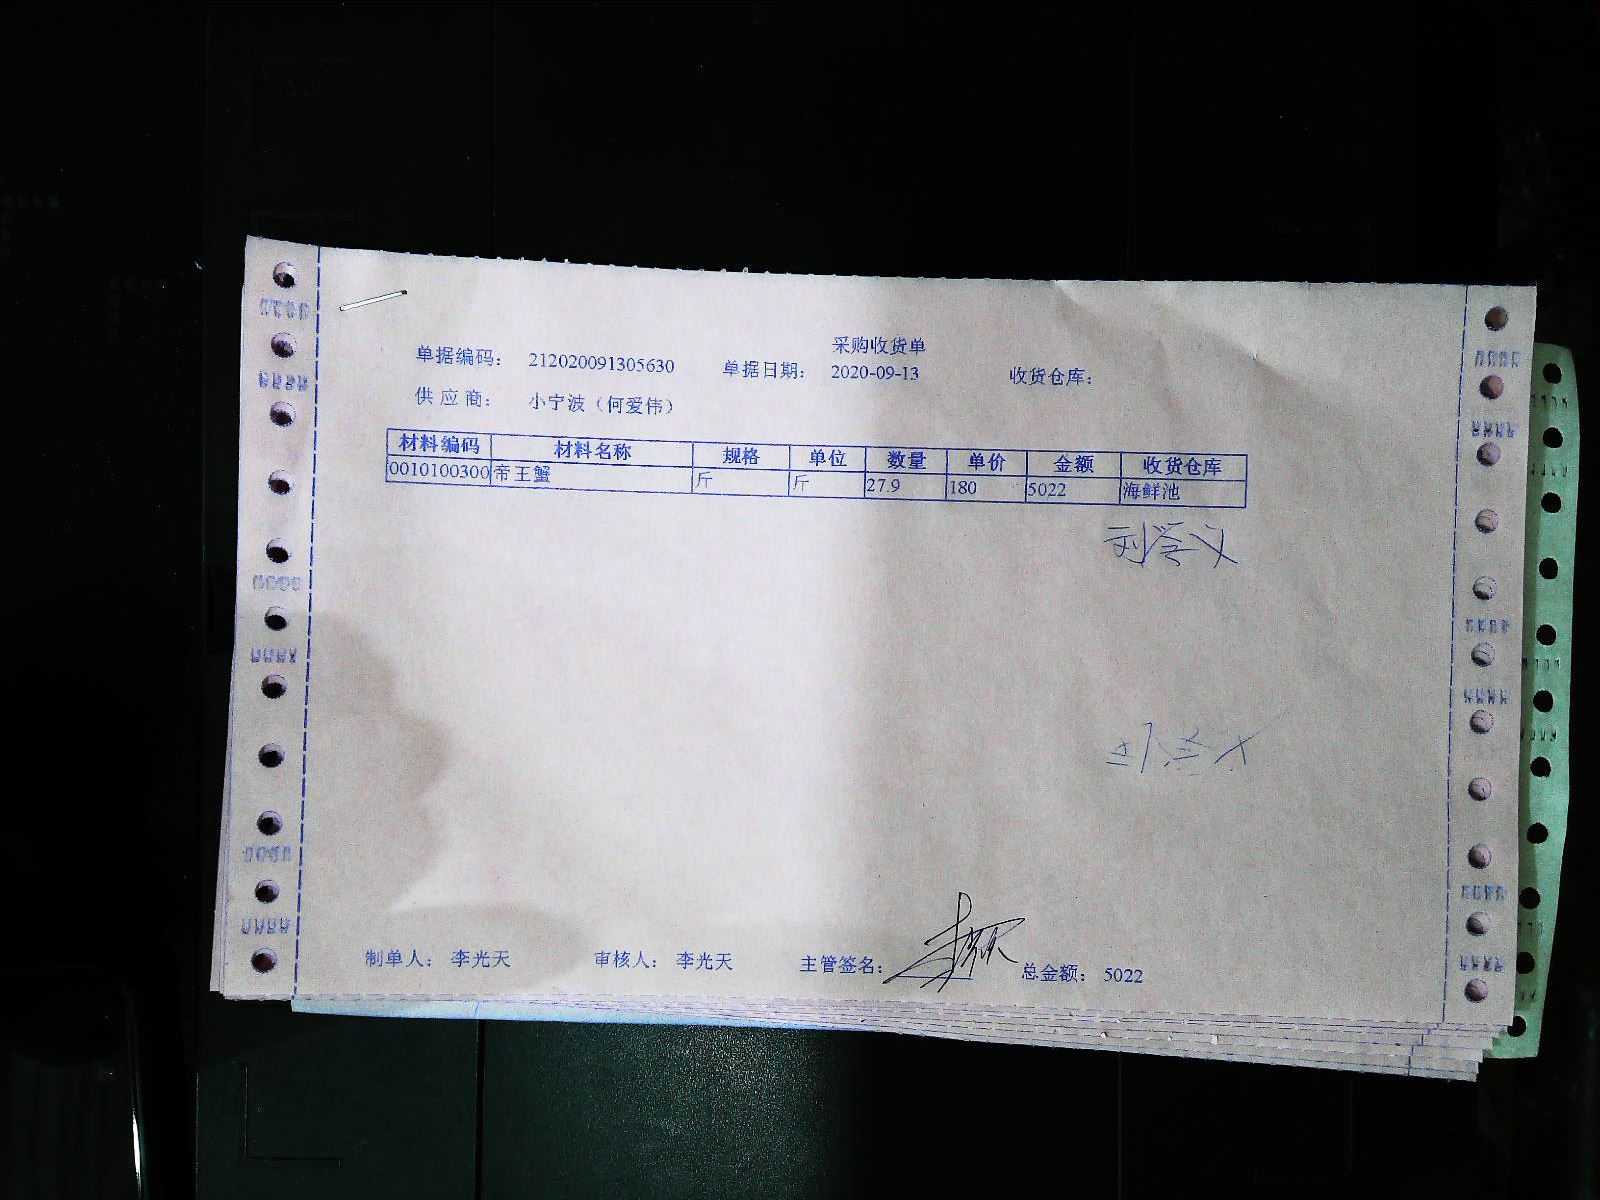 采购收货单
单据编码: 212020091305630 单据日期: 2020-09-13 收货仓库:
供应商: 小宁波（何爱伟）
材料编码 材料名称 规格 单位 数量 单价 金额 收货仓库
0010100300 帝王蟹 斤 斤 27.9 180 5022 海鲜池
刘学义
制单人: 李光天 审核人: 李光天 主管签名: 总金额: 5022